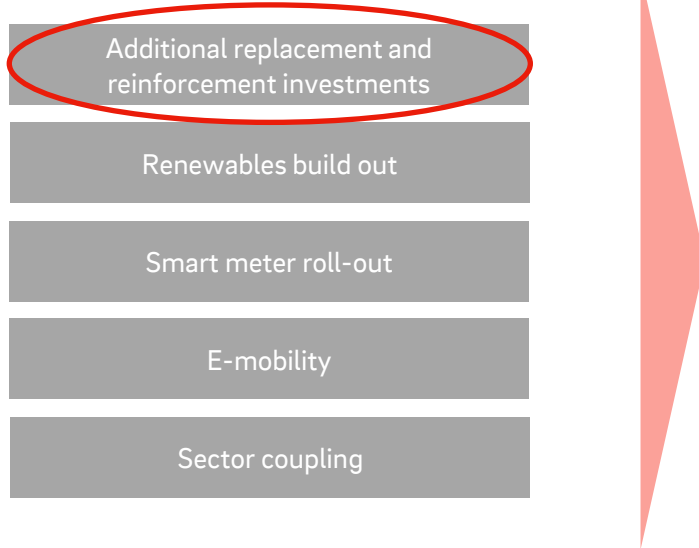 Additional replacement and
reinforcement investments
Renewables build out
Smart meter roll-out
E-mobility
Sector coupling